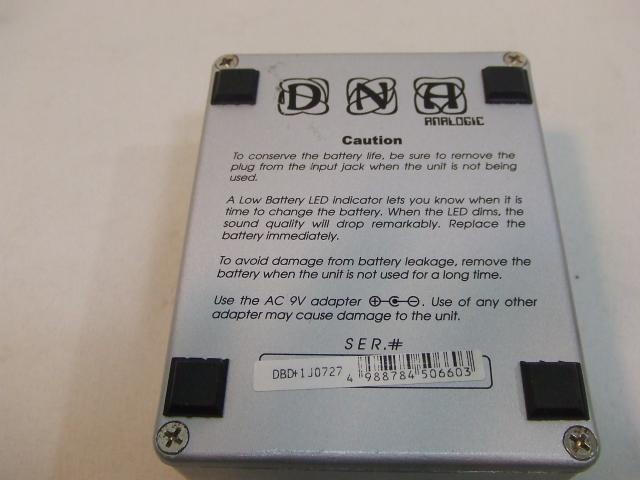 DNA
ANALOGIC
Caution
To conserve the battery life, be sure to remove the
plug from the input jack when the unit is not being
used.
A Low Battery LED indicator lets you know when it is
time to change the battery. When the LED dims, the
sound quality will drop remarkably. Replace the
battery immediately.
To avoid damage from battery leakage, remove the
battery when the unit is not used for a long time.
Use the AC 9V adapter. Use of any other
adapter may cause damage to the unit.
SER.#
4 988784 506603